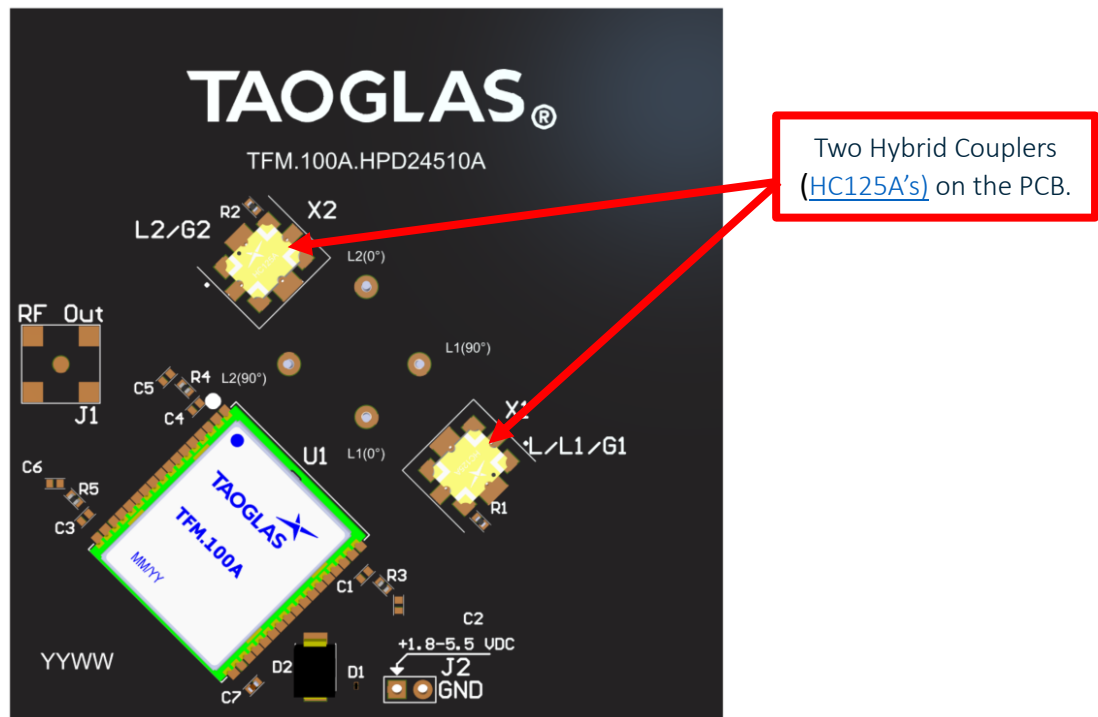 TAOGLAS®
TFM.100A.HPD24510A
Two Hybrid Couplers
(HC125A’s) on the PCB.
R2
X2
L2/G2
L2(0°)
RF Out
L1(90°)
C5
R4
L2(90°)
C4
J1
X1
L/L1/G1
L1(0°)
U1
C6
R5
C3
R1
TAOGLAS
TFM.100A
MM/YY
C1
R3
C2
+1.8-5.5 VDC
YYWW
D2
D1
J2
GND
C7